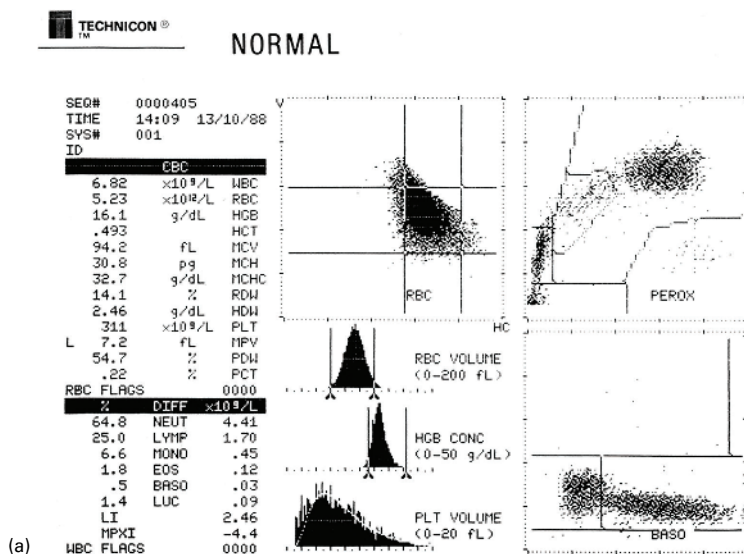 TECHNICON ®
TM
NORMAL
SEQ# 0000405
TIME 14:09 13/10/88
SYS# 001
ID
CBC
6.82 x10⁹/L WBC
5.23 x10¹²/L RBC
16.1 g/dL HGB
.493 HCT
94.2 fL MCV
30.8 pg MCH
32.7 g/dL MCHC
14.1 % RDW
2.46 g/dL HDW
311 x10⁹/L PLT
L 7.2 fL MPV
54.7 % PDW
.22 % PCT
RBC FLAGS 0000
% DIFF x10⁹/L
64.8 NEUT 4.41
25.0 LYMP 1.70
6.6 MONO .45
1.8 EOS .12
.5 BASO .03
1.4 LUC .09
LI 2.46
MPXI -4.4
WBC FLAGS 0000
V
RBC
HC
PEROX
RBC VOLUME
(0-200 fL)
HGB CONC
(0-50 g/dL)
PLT VOLUME
(0-20 fL)
BASO
(a)